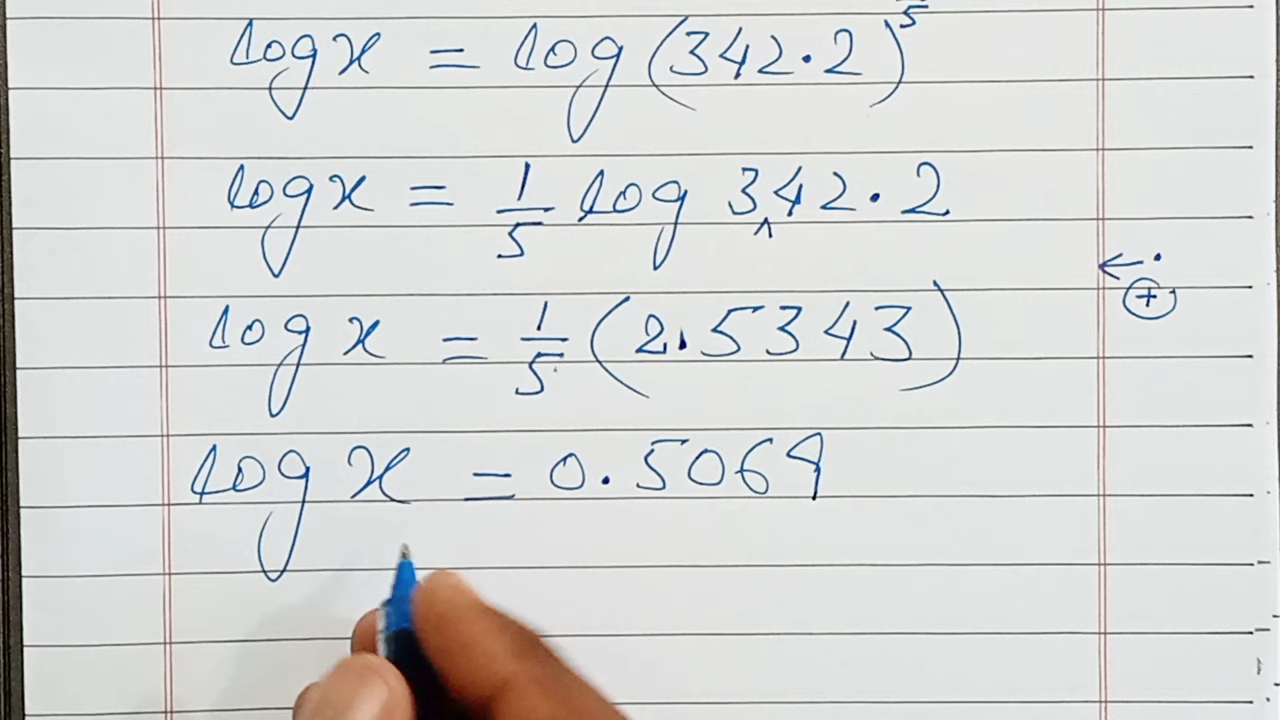 log x = log (342.2)^1/5
log x = 1/5 log 342.2
^
← .
+
log x = 1/5 (2.5343)
log x = 0.5069